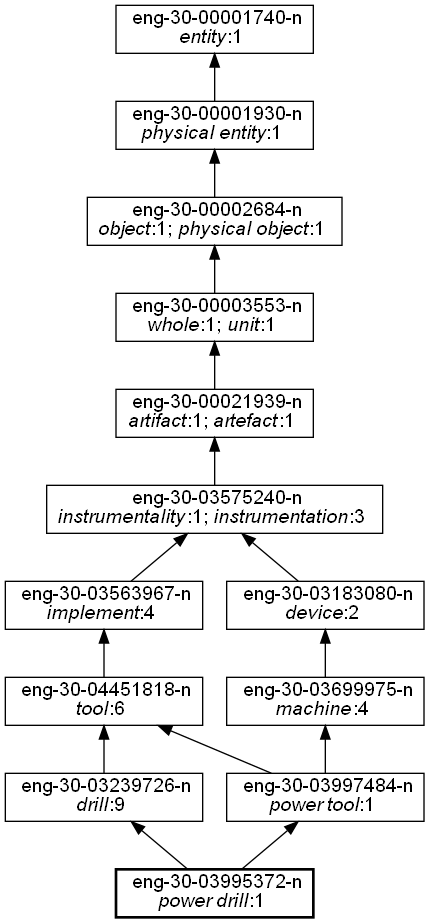 eng-30-00001740-n
entity:1
eng-30-00001930-n
physical entity:1
eng-30-00002684-n
object:1; physical object:1
eng-30-00003553-n
whole:1; unit:1
eng-30-00021939-n
artifact:1; artefact:1
eng-30-03575240-n
instrumentality:1; instrumentation:3
eng-30-03563967-n
implement:4
eng-30-03183080-n
device:2
eng-30-04451818-n
tool:6
eng-30-03699975-n
machine:4
eng-30-03239726-n
drill:9
eng-30-03997484-n
power tool:1
eng-30-03995372-n
power drill:1